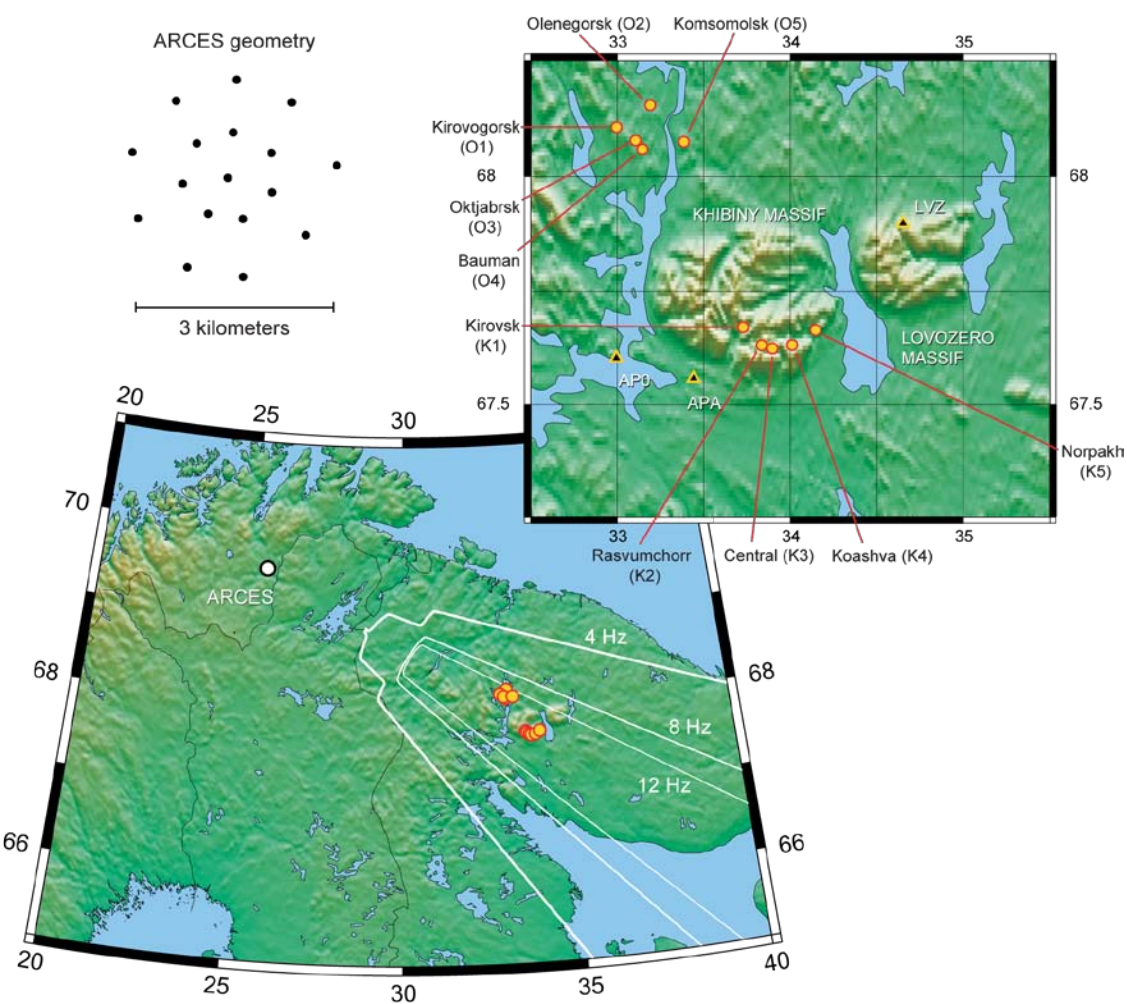 ARCES geometry
3 kilometers
Olenegorsk (O2)
Komsomolsk (O5)
33
34
35
Kirovogorsk
(O1)
68
68
Oktjabrsk
(O3)
KHIBINY MASSIF
LVZ
Bauman
(O4)
Kirovsk
(K1)
LOVOZERO
MASSIF
AP0
APA
67.5
67.5
Norpakh
(K5)
33
34
35
Rasvumchorr
(K2)
Central (K3)
Koashva (K4)
20
25
30
70
ARCES
4 Hz
68
68
8 Hz
12 Hz
66
66
20
25
30
35
40